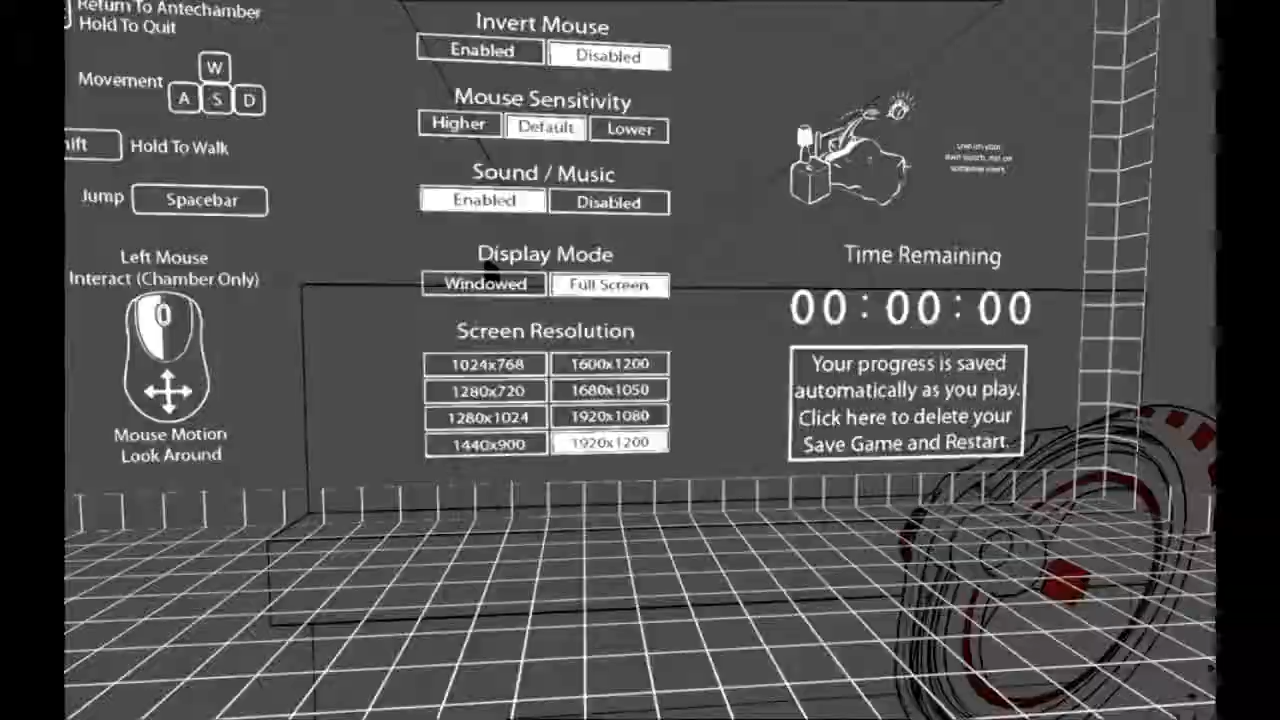 Return To Antechamber
Hold To Quit
Movement
W
A S D
ift
Hold To Walk
Jump
Spacebar
Left Mouse
Interact (Chamber Only)
Mouse Motion
Look Around
Invert Mouse
Enabled Disabled
Mouse Sensitivity
Higher Default Lower
Sound / Music
Enabled Disabled
Display Mode
Windowed Full Screen
Screen Resolution
1024x768 1600x1200
1280x720 1680x1050
1280x1024 1920x1080
1440x900 1920x1200
Time Remaining
00:00:00
Your progress is saved
automatically as you play.
Click here to delete your
Save Game and Restart.